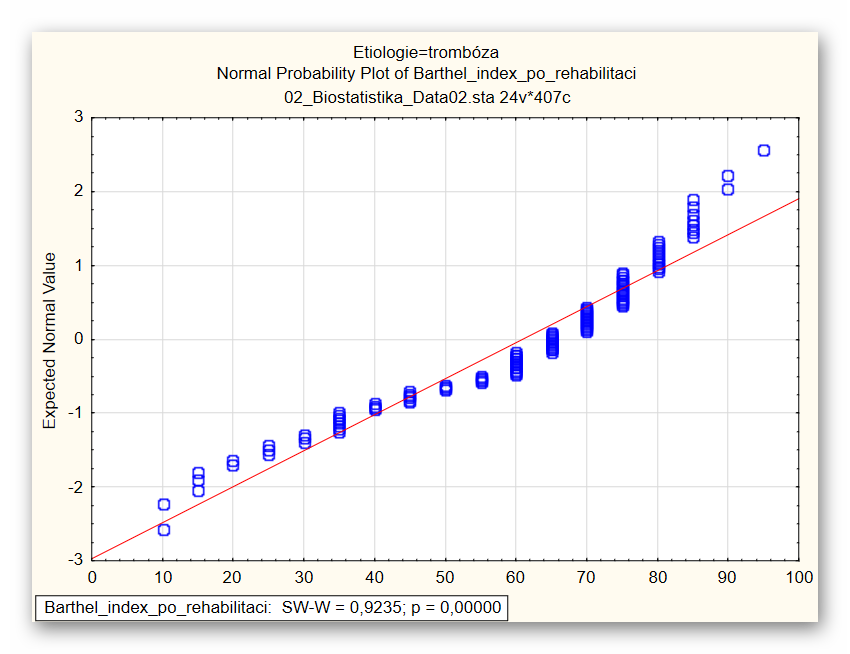 Etiologie=trombóza
Normal Probability Plot of Barthel_index_po_rehabilitaci
02_Biostatistika_Data02.sta 24v*407c
3
2
1
0
-1
-2
-3
Expected Normal Value
0 10 20 30 40 50 60 70 80 90 100
Barthel_index_po_rehabilitaci: SW-W = 0,9235; p = 0,00000